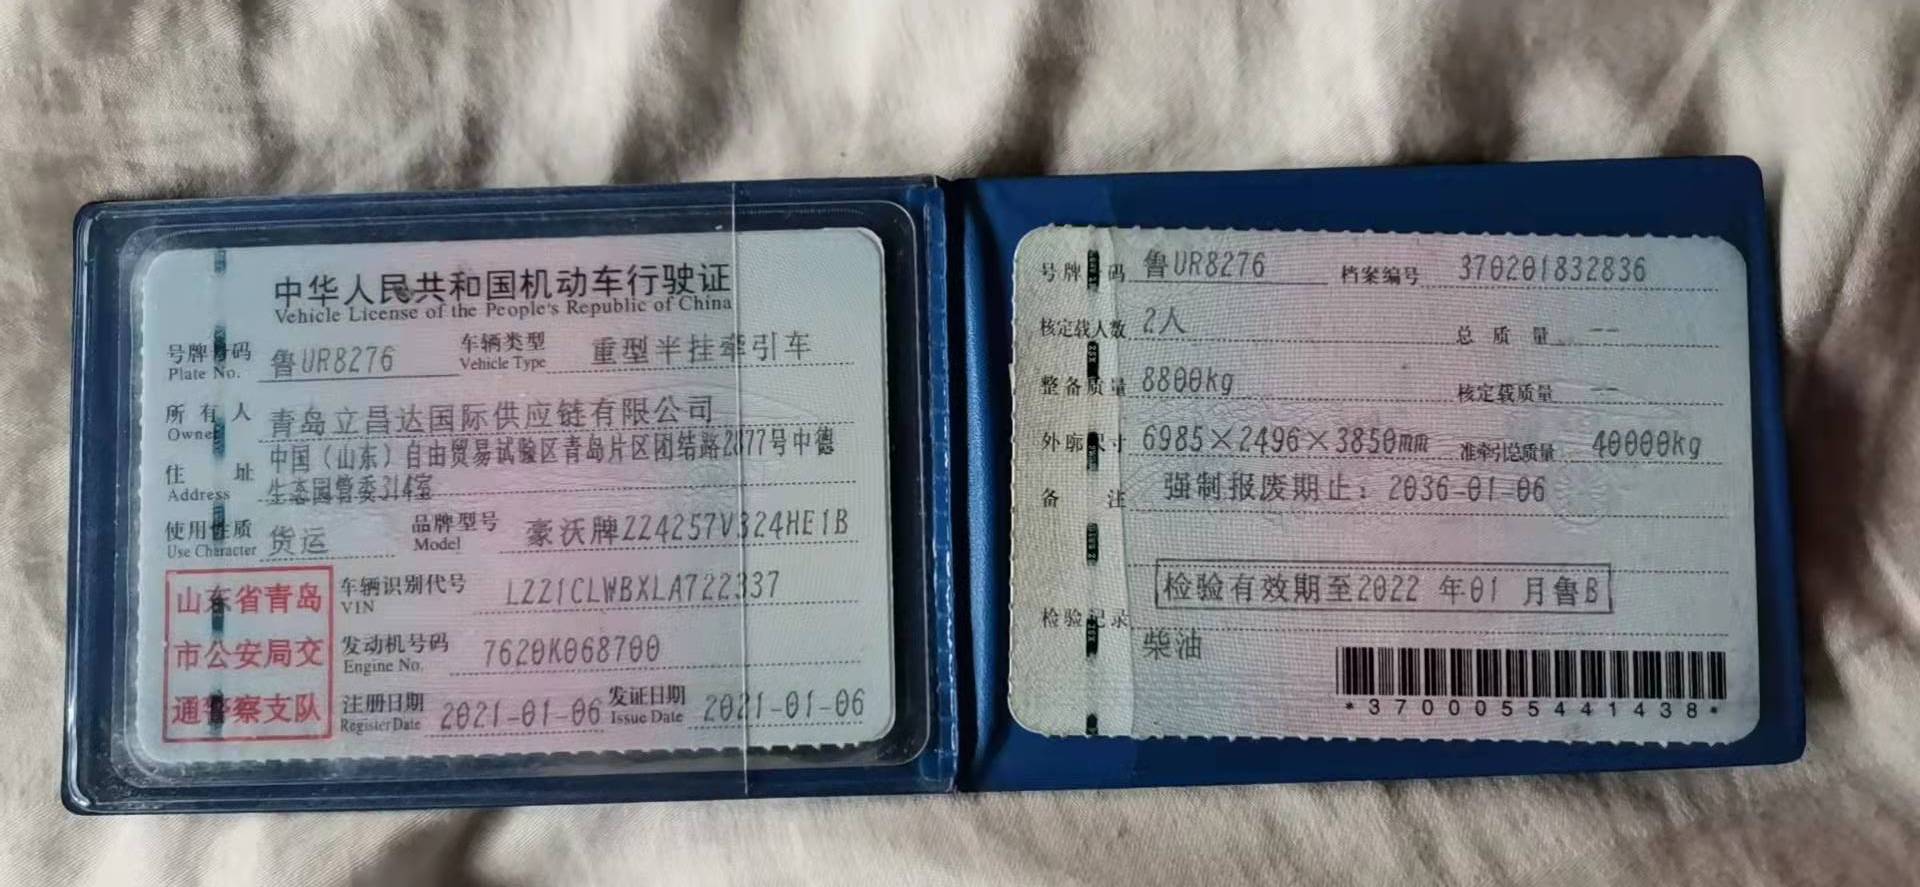 中华人民共和国机动车行驶证
Vehicle License of the People's Republic of China
号牌号码 鲁UR8276 车辆类型 重型半挂牵引车
Plate No. Vehicle Type
所有人 青岛立昌达国际供应链有限公司
Owner
住址 中国（山东）自由贸易试验区青岛片区团结路2877号中德
Address 生态园管委314室
使用性质 货运 品牌型号 豪沃牌ZZ4257V324HE1B
Use Character Model
山东省青岛
市公安局交
通警察支队
车辆识别代号 LZZ1CLWBXLA722337
VIN
发动机号码 7620K068700
Engine No.
注册日期 2021-01-06 发证日期 2021-01-06
Register Date Issue Date
号牌号码 鲁UR8276 档案编号 370201832836
核定载人数 2人 总质量 --
整备质量 8800kg 核定载质量 --
外廓尺寸 6985×2496×3850mm 准牵引总质量 40000kg
备注 强制报废期止：2036-01-06
检验有效期至2022 年01 月鲁B
检验记录
柴油
*3700055441438*